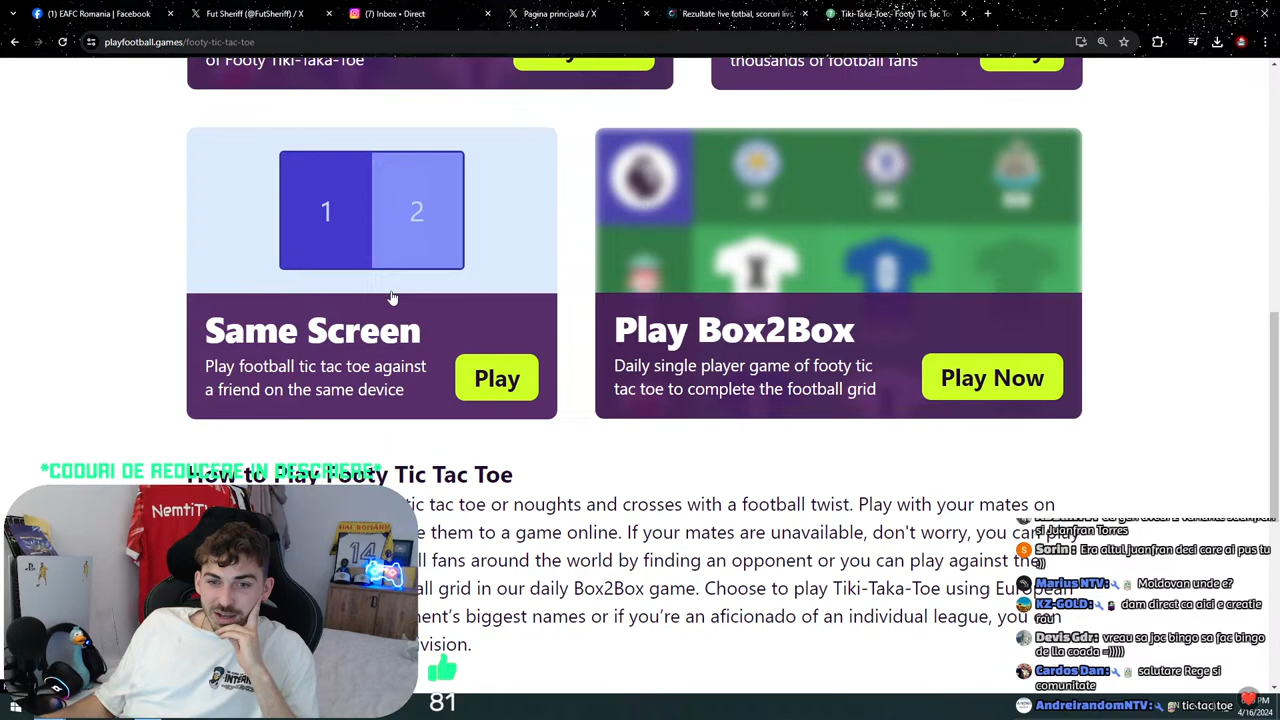 (1) EAFC Romania | Facebook
Fut Sheriff (@FutSheriff) / X
(7) Inbox • Direct
Pagina principală / X
Rezultate live fotbal, scoruri live
Tiki-Taka-Toe - Footy Tic Tac To
playfootball.games/footy-tic-tac-toe
of Footy Tiki-Taka-Toe
thousands of football fans
1 2
Same Screen
Play football tic tac toe against
a friend on the same device
Play
Play Box2Box
Daily single player game of footy tic
tac toe to complete the football grid
Play Now
*CODURI DE REDUCERE IN DESCRIERE*
How to Play Footy Tic Tac Toe
tic tac toe or noughts and crosses with a football twist. Play with your mates on
e them to a game online. If your mates are unavailable, don't worry, you can play
ll fans around the world by finding an opponent or you can play against the
all grid in our daily Box2Box game. Choose to play Tiki-Taka-Toe using European
nent's biggest names or if you're an aficionado of an individual league, you can
vision.
NemtiT
14
81
si Juanfran Torres
Sorin : Era altul juanfran deci care ai pus tu
:))
Marius NTV: Moldovan unde e?
KZ-GOLD: dam direct ca aici e creatie
rau
Devis Gdr: vreau sa joc bingo sa fac bingo
de lla coada =)))))
Cardos Dan: salutare Rege si
comunitate
AndreirandomNTV: tic tac toe
PM
4/16/2024